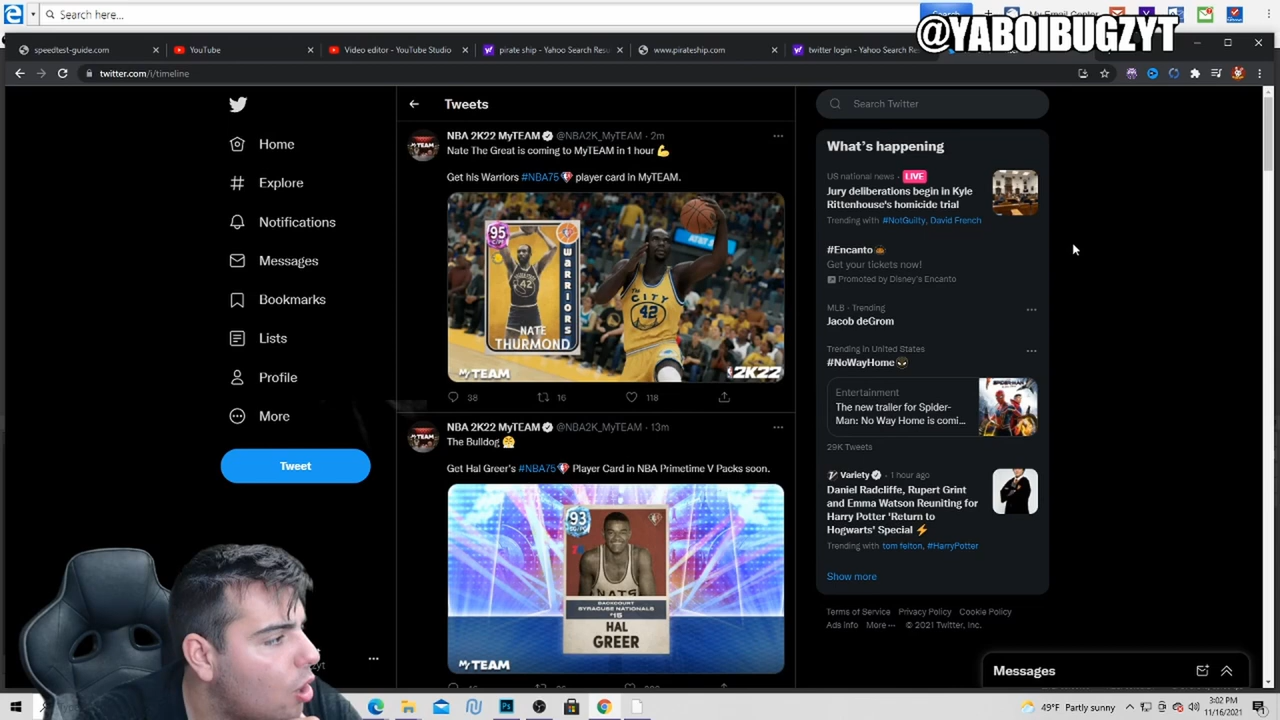 Search here...
Search
@YABOIBUGZYT
speedtest-guide.com
YouTube
Video editor - YouTube Studio
pirate ship - Yahoo Search Res
www.pirateship.com
twitter login - Yahoo Search Res
twitter.com/i/timeline
Home
Explore
Notifications
Messages
Bookmarks
Lists
Profile
More
Tweet
Tweets
NBA 2K22 MyTEAM @NBA2K_MyTEAM · 2m
Nate The Great is coming to MyTEAM in 1 hour
Get his Warriors #NBA75 player card in MyTEAM.
95
C/PF
WARRIORS
NATE
THURMOND
THE CITY
42
MyTEAM
2K22
38
16
118
NBA 2K22 MyTEAM @NBA2K_MyTEAM · 13m
The Bulldog
Get Hal Greer's #NBA75 Player Card in NBA Primetime V Packs soon.
93
NATS
BACKCOURT
SYRACUSE NATIONALS
#15
HAL
GREER
MyTEAM
Search Twitter
What's happening
US national news · LIVE
Jury deliberations begin in Kyle
Rittenhouse's homicide trial
Trending with #NotGuilty, David French
#Encanto
Get your tickets now!
Promoted by Disney's Encanto
MLB · Trending
Jacob deGrom
Trending in United States
#NoWayHome
Entertainment
The new trailer for Spider-
Man: No Way Home is comi...
29K Tweets
Variety · 1 hour ago
Daniel Radcliffe, Rupert Grint
and Emma Watson Reuniting for
Harry Potter 'Return to
Hogwarts' Special
Trending with tom felton, #HarryPotter
Show more
Terms of Service Privacy Policy Cookie Policy
Ads info More ··· © 2021 Twitter, Inc.
Messages
49°F Partly sunny
3:02 PM
11/16/2021